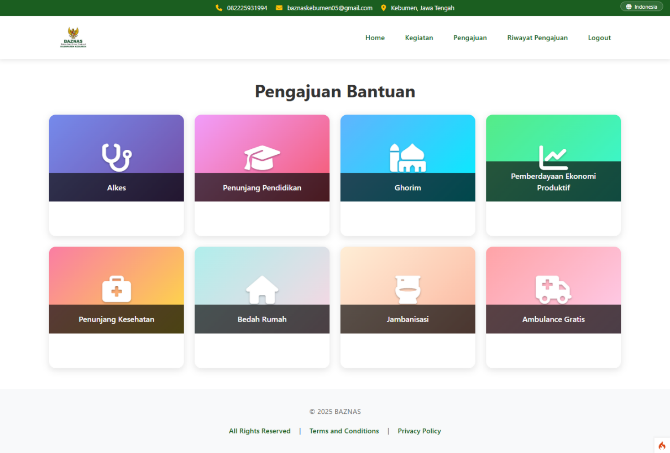 082225931994 baznaskebumen05@gmail.com Kebumen, Jawa Tengah Indonesia
BAZNAS
Home Kegiatan Pengajuan Riwayat Pengajuan Logout
Pengajuan Bantuan
Alkes
Penunjang Pendidikan
Ghorim
Pemberdayaan Ekonomi
Produktif
Penunjang Kesehatan
Bedah Rumah
Jambanisasi
Ambulance Gratis
© 2025 BAZNAS
All Rights Reserved | Terms and Conditions | Privacy Policy